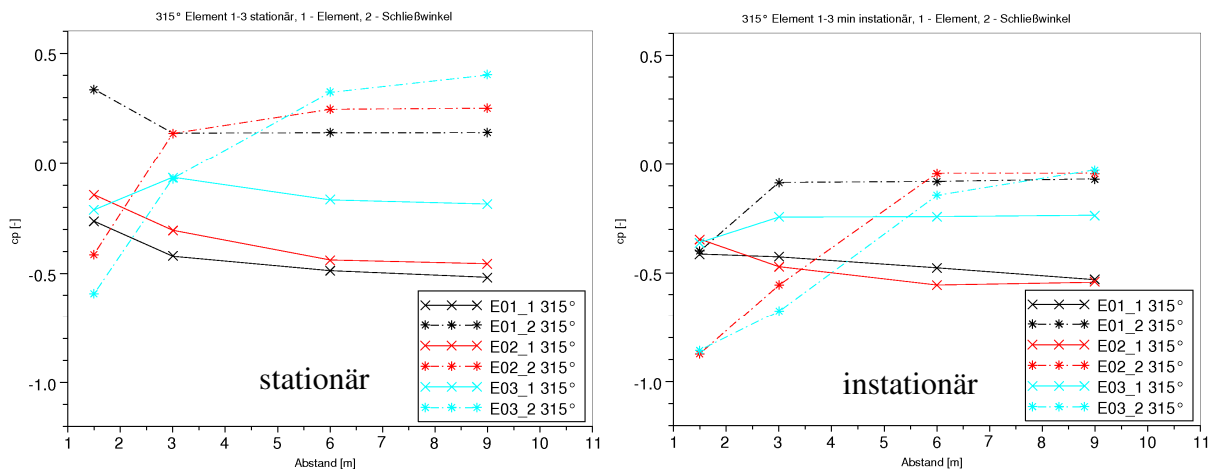 315° Element 1-3 stationär, 1 - Element, 2 - Schließwinkel
0.5
0.0
-0.5
-1.0
cp [-]
E01_1 315°
E01_2 315°
E02_1 315°
E02_2 315°
E03_1 315°
E03_2 315°
stationär
1 2 3 4 5 6 7 8 9 10 11
Abstand [m]
315° Element 1-3 min instationär, 1 - Element, 2 - Schließwinkel
0.5
0.0
-0.5
-1.0
cp [-]
E01_1 315°
E01_2 315°
E02_1 315°
E02_2 315°
E03_1 315°
E03_2 315°
instationär
1 2 3 4 5 6 7 8 9 10 11
Abstand [m]